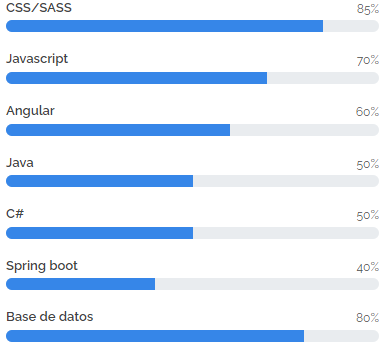 CSS/SASS 85%
Javascript 70%
Angular 60%
Java 50%
C# 50%
Spring boot 40%
Base de datos 80%